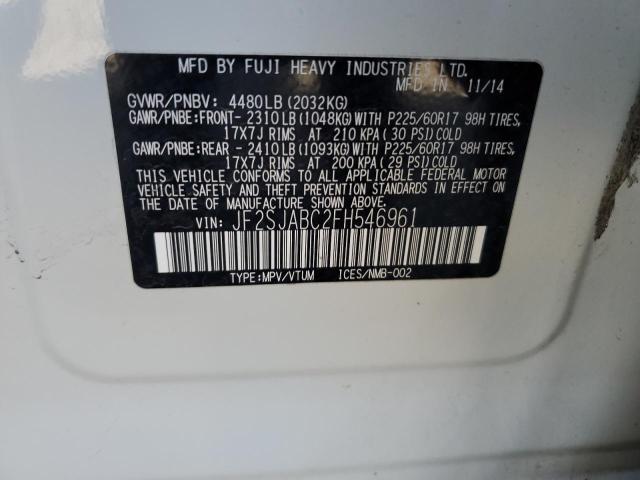 MFD BY FUJI HEAVY INDUSTRIES LTD.
MFD IN 11/14
GVWR/PNBV: 4480LB(2032KG)
GAWR/PNBE:FRONT- 2310LB(1048KG)WITH P225/60R17 98H TIRES,
17X7J RIMS AT 210 KPA(30 PSI)COLD
GAWR/PNBE:REAR - 2410LB(1093KG)WITH P225/60R17 98H TIRES,
17X7J RIMS AT 200 KPA(29 PSI)COLD
THIS VEHICLE CONFORMS TO ALL APPLICABLE FEDERAL MOTOR
VEHICLE SAFETY AND THEFT PREVENTION STANDARDS IN EFFECT
ON THE DATE OF MANUFACTURE SHOWN ABOVE.
VIN: JF2SJABC2FH546961
TYPE:MPV/VTUM ICES/NMB-002